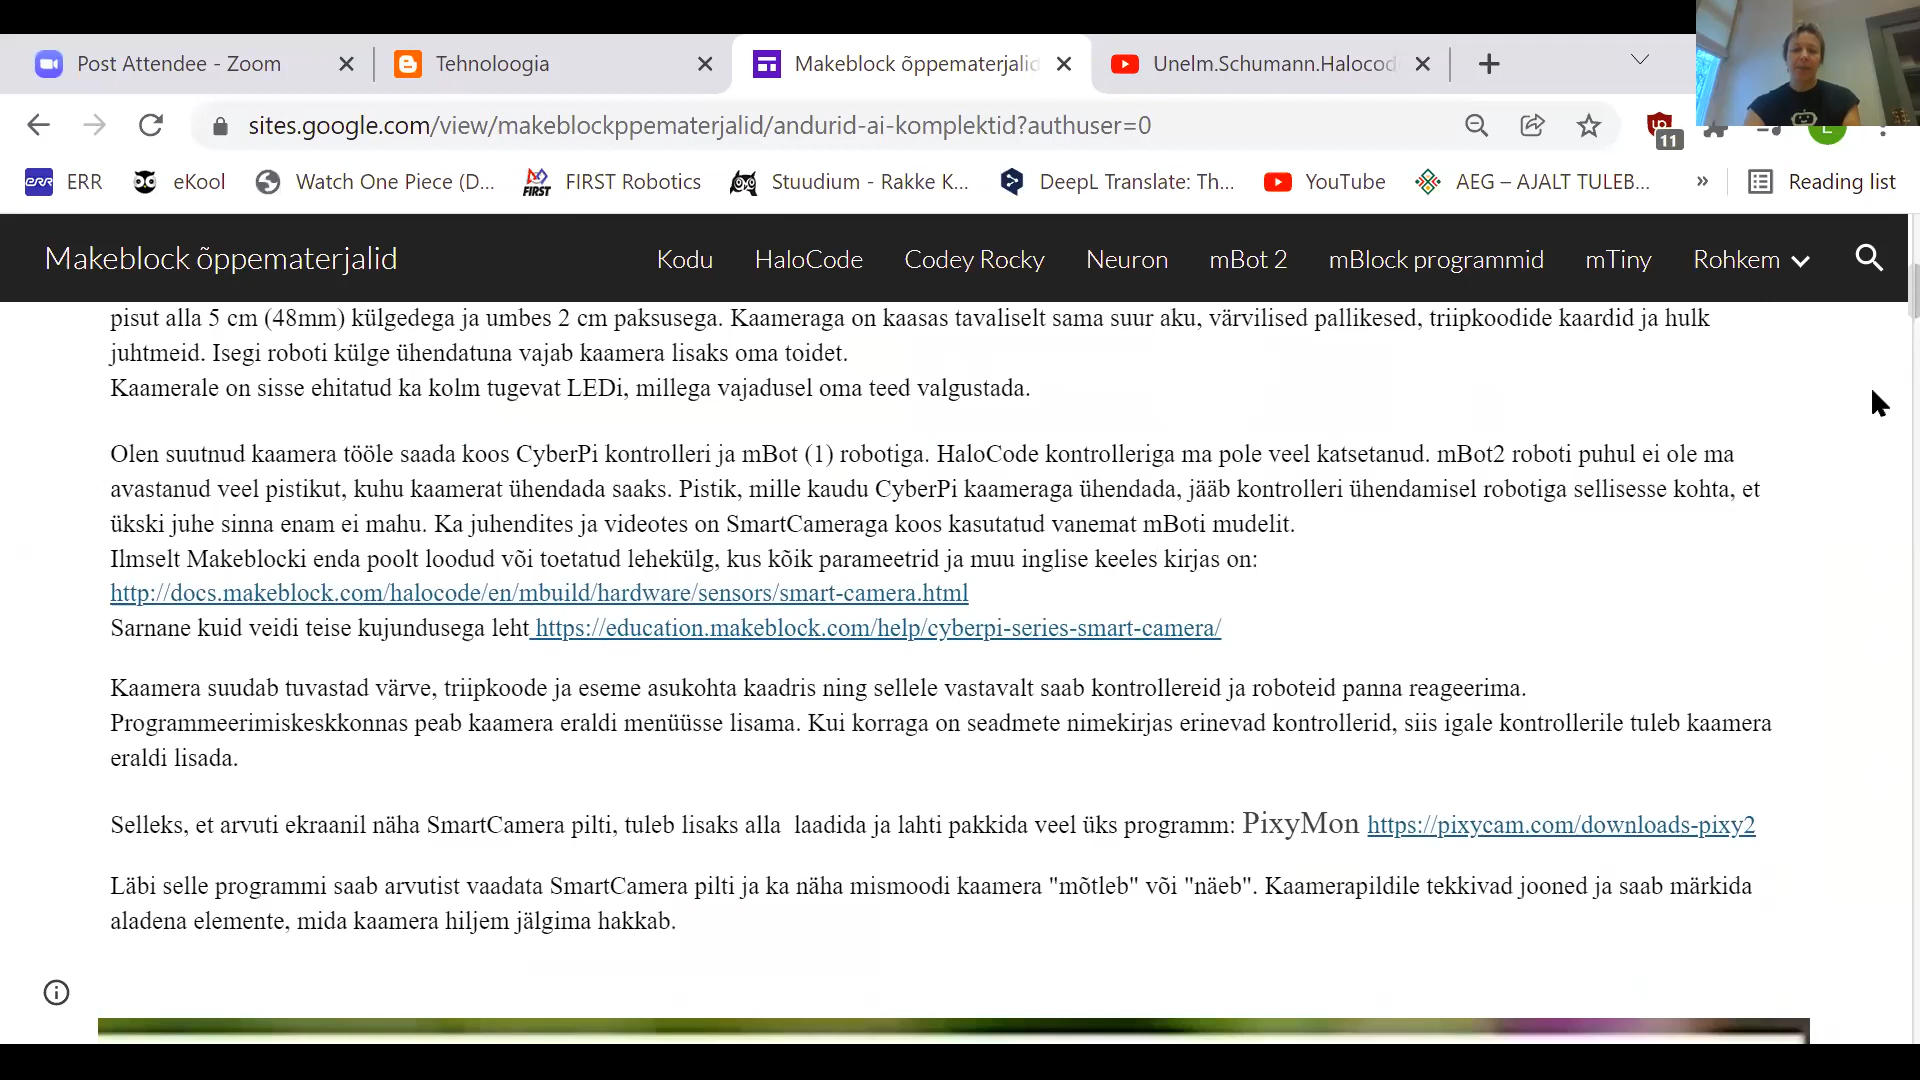 Post Attendee - Zoom
Tehnoloogia
Makeblock õppematerjalid
Unelm.Schumann.Halocod
sites.google.com/view/makeblockppematerjalid/andurid-ai-komplektid?authuser=0
11
ERR
eKool
Watch One Piece (D...
FIRST Robotics
Stuudium - Rakke K...
DeepL Translate: Th...
YouTube
AEG – AJALT TULEB...
»
Reading list
Makeblock õppematerjalid
Kodu
HaloCode
Codey Rocky
Neuron
mBot 2
mBlock programmid
mTiny
Rohkem
pisut alla 5 cm (48mm) külgedega ja umbes 2 cm paksusega. Kaameraga on kaasas tavaliselt sama suur aku, värvilised pallikesed, triipkoodide kaardid ja hulk
juhtmeid. Isegi roboti külge ühendatuna vajab kaamera lisaks oma toidet.
Kaamerale on sisse ehitatud ka kolm tugevat LEDi, millega vajadusel oma teed valgustada.
Olen suutnud kaamera tööle saada koos CyberPi kontrolleri ja mBot (1) robotiga. HaloCode kontrolleriga ma pole veel katsetanud. mBot2 roboti puhul ei ole ma
avastanud veel pistikut, kuhu kaamerat ühendada saaks. Pistik, mille kaudu CyberPi kaameraga ühendada, jääb kontrolleri ühendamisel robotiga sellisesse kohta, et
ükski juhe sinna enam ei mahu. Ka juhendites ja videotes on SmartCameraga koos kasutatud vanemat mBoti mudelit.
Ilmselt Makeblocki enda poolt loodud või toetatud lehekülg, kus kõik parameetrid ja muu inglise keeles kirjas on:
http://docs.makeblock.com/halocode/en/mbuild/hardware/sensors/smart-camera.html
Sarnane kuid veidi teise kujundusega leht https://education.makeblock.com/help/cyberpi-series-smart-camera/
Kaamera suudab tuvastad värve, triipkoode ja eseme asukohta kaadris ning sellele vastavalt saab kontrollereid ja roboteid panna reageerima.
Programmeerimiskeskkonnas peab kaamera eraldi menüüsse lisama. Kui korraga on seadmete nimekirjas erinevad kontrollerid, siis igale kontrollerile tuleb kaamera
eraldi lisada.
Selleks, et arvuti ekraanil näha SmartCamera pilti, tuleb lisaks alla laadida ja lahti pakkida veel üks programm: PixyMon https://pixycam.com/downloads-pixy2
Läbi selle programmi saab arvutist vaadata SmartCamera pilti ja ka näha mismoodi kaamera "mõtleb" või "näeb". Kaamerapildile tekkivad jooned ja saab märkida
aladena elemente, mida kaamera hiljem jälgima hakkab.